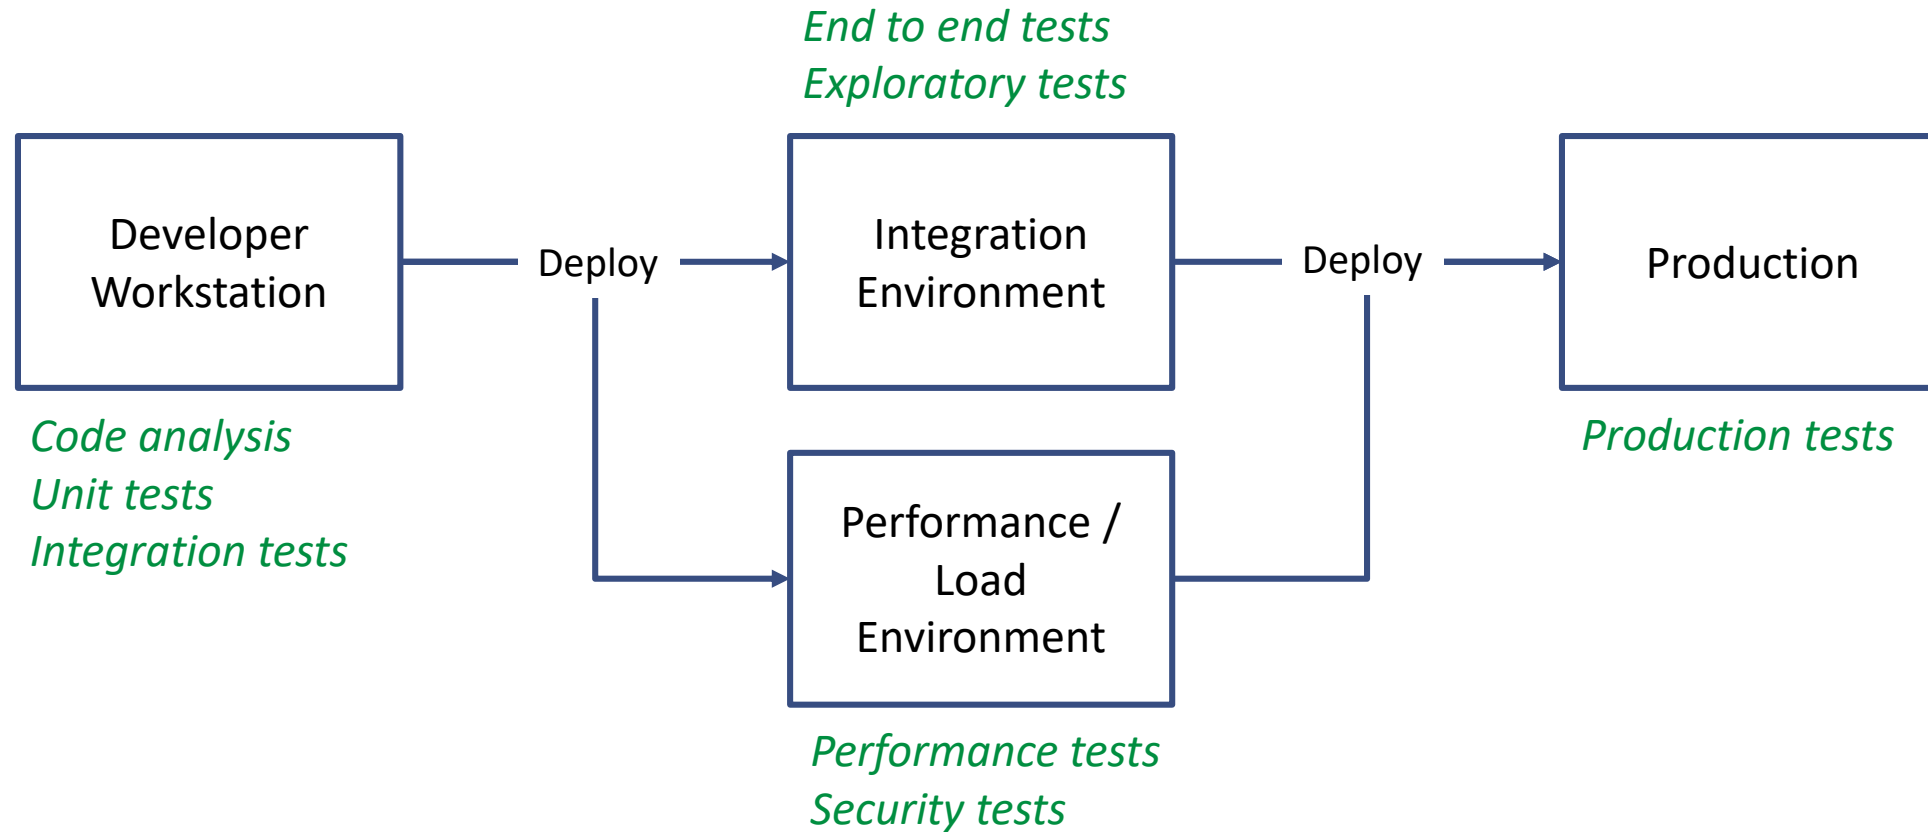 End to end tests
Exploratory tests
Developer
Workstation
Deploy
Integration
Environment
Deploy
Production
Code analysis
Unit tests
Integration tests
Production tests
Performance /
Load
Environment
Performance tests
Security tests